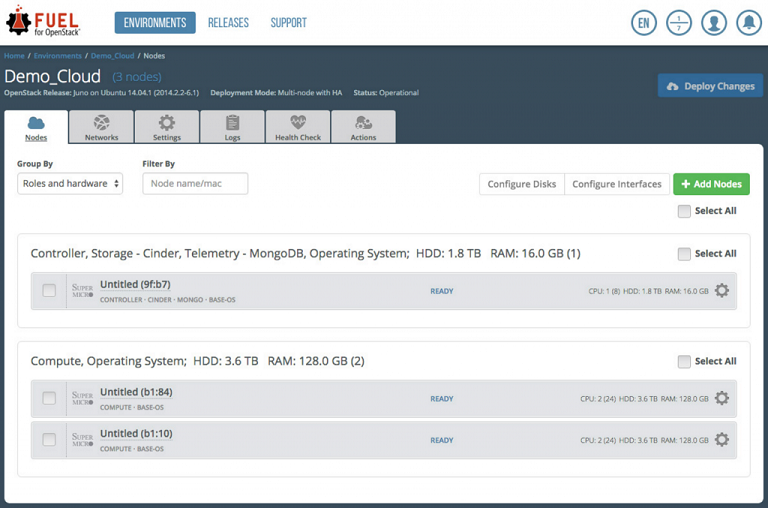 FUEL
for OpenStack
ENVIRONMENTS RELEASES SUPPORT
EN 1 7
Home / Environments / Demo_Cloud / Nodes
Demo_Cloud (3 nodes)
OpenStack Release: Juno on Ubuntu 14.04.1 (2014.2.2-6.1) Deployment Mode: Multi-node with HA Status: Operational
Deploy Changes
Nodes Networks Settings Logs Health Check Actions
Group By Filter By
Roles and hardware Node name/mac
Configure Disks Configure Interfaces + Add Nodes
Select All
Controller, Storage - Cinder, Telemetry - MongoDB, Operating System; HDD: 1.8 TB RAM: 16.0 GB (1) Select All
SUPER MICRO Untitled (9f:b7) READY CPU: 1 (8) HDD: 1.8 TB RAM: 16.0 GB
CONTROLLER · CINDER · MONGO · BASE-OS
Compute, Operating System; HDD: 3.6 TB RAM: 128.0 GB (2) Select All
SUPER MICRO Untitled (b1:84) READY CPU: 2 (24) HDD: 3.6 TB RAM: 128.0 GB
COMPUTE · BASE-OS
SUPER MICRO Untitled (b1:10) READY CPU: 2 (24) HDD: 3.6 TB RAM: 128.0 GB
COMPUTE · BASE-OS